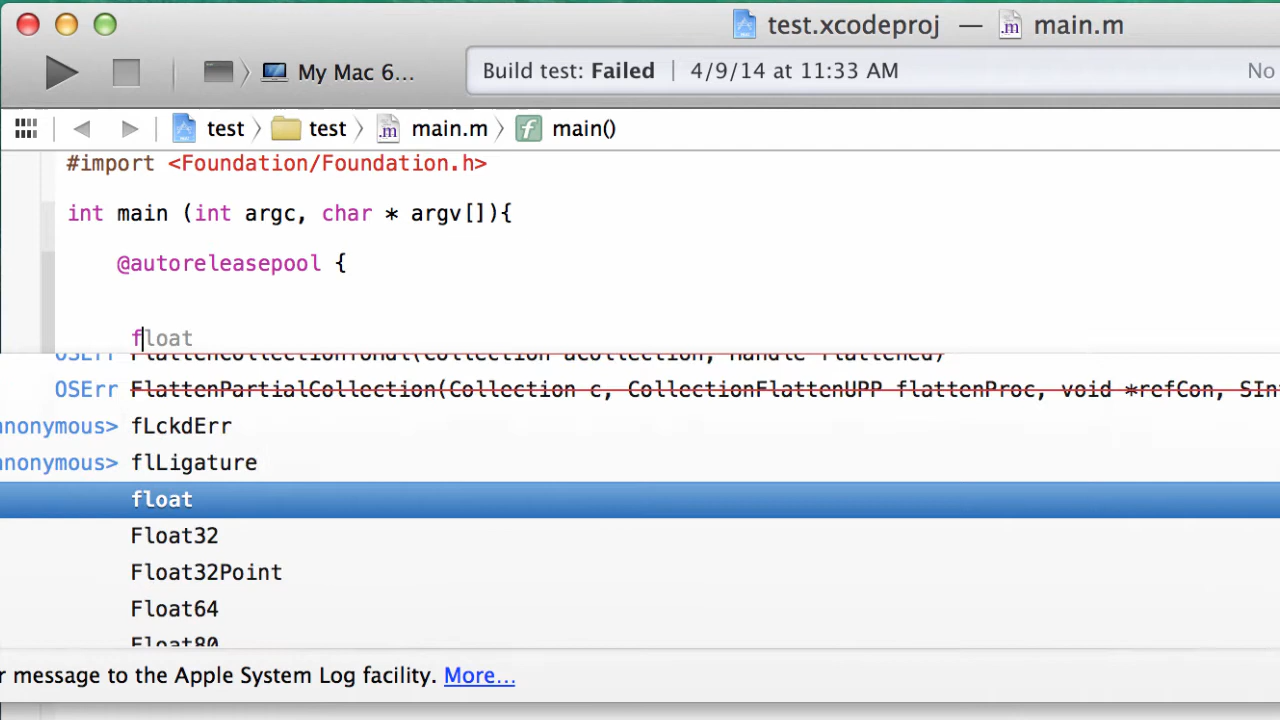 test.xcodeproj — main.m
My Mac 6... Build test: Failed | 4/9/14 at 11:33 AM No
test test main.m main()
#import <Foundation/Foundation.h>
int main (int argc, char * argv[]){
@autoreleasepool {
float
OSErr FlattenPartialCollection(Collection c, CollectionFlattenUPP flattenProc, void *refCon, SIn
anonymous> fLckdErr
anonymous> flLigature
float
Float32
Float32Point
Float64
Float80
r message to the Apple System Log facility. More...